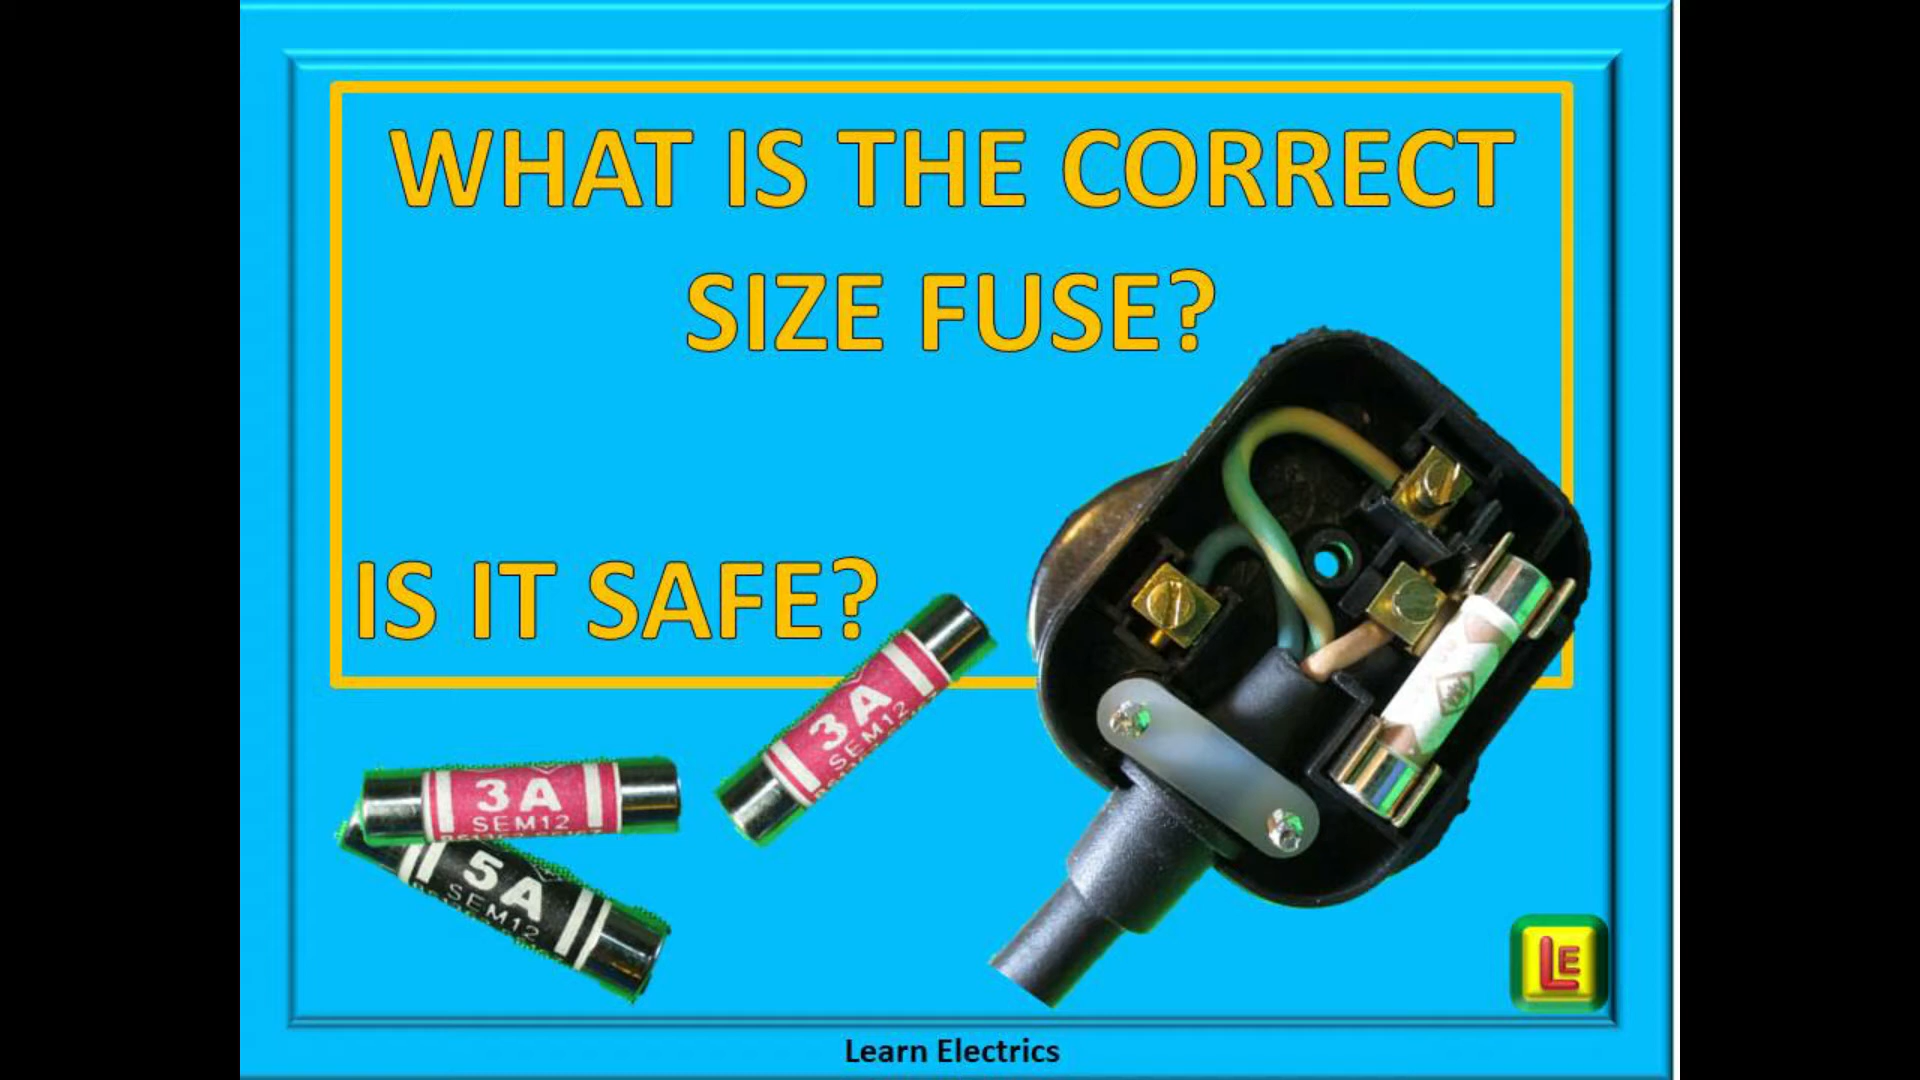 WHAT IS THE CORRECT
SIZE FUSE?
IS IT SAFE?
3A
SEM12
3A
SEM12
5A
SEM12
LE
Learn Electrics